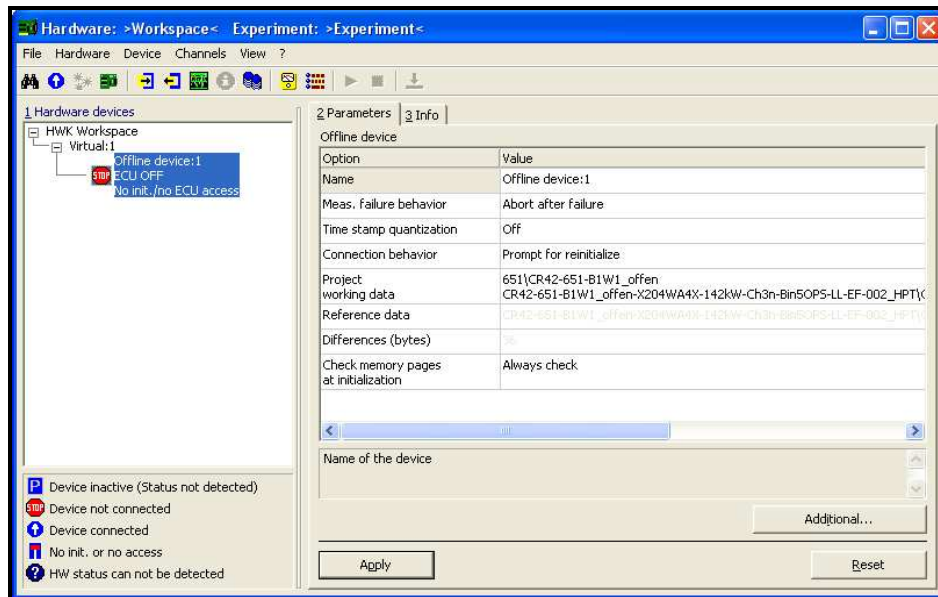 Hardware: >Workspace< Experiment: >Experiment<
File Hardware Device Channels View ?
1 Hardware devices
HWK Workspace
Virtual:1
Offline device:1
STOP ECU OFF
No init./no ECU access
P Device inactive (Status not detected)
STOP Device not connected
Device connected
No init. or no access
? HW status can not be detected
2 Parameters 3 Info
Offline device
Option Value
Name Offline device:1
Meas. failure behavior Abort after failure
Time stamp quantization Off
Connection behavior Prompt for reinitialize
Project 651\CR42-651-B1W1_offen
working data CR42-651-B1W1_offen-X204WA4X-142kW-Ch3n-Bin5OPS-LL-EF-002_HPT\
Reference data CR42-651-B1W1_offen-X204WA4X-142kW-Ch3n-Bin5OPS-LL-EF-002_HPT\
Differences (bytes) 56
Check memory pages Always check
at initialization
Name of the device
Additional...
Apply Reset